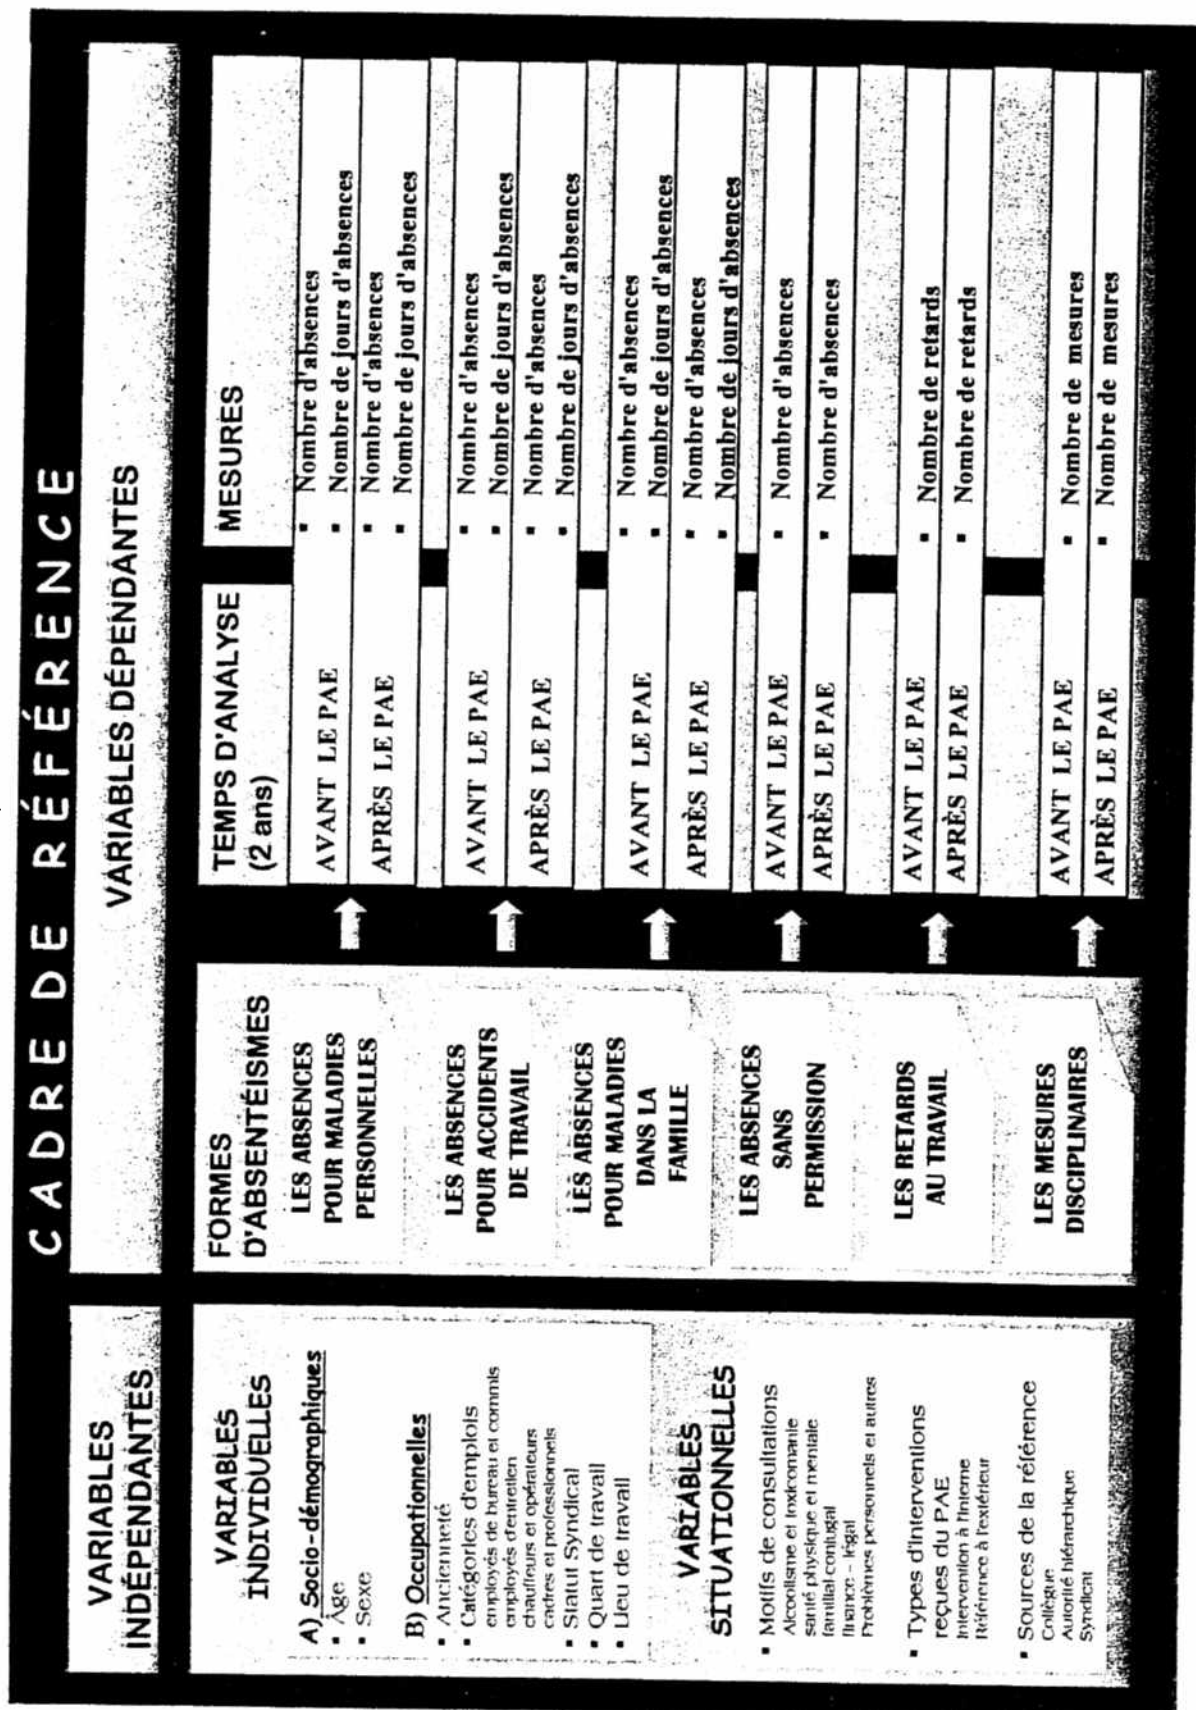 CADRE DE RÉFÉRENCE
VARIABLES
INDÉPENDANTES
VARIABLES DÉPENDANTES
VARIABLES
INDIVIDUELLES
A) Socio-démographiques
▪ Âge
▪ Sexe
B) Occupationnelles
▪ Ancienneté
▪ Catégories d'emplois
employés de bureau et commis
employés d'entretien
chauffeurs et opérateurs
cadres et professionnels
▪ Statut Syndical
▪ Quart de travail
▪ Lieu de travail
VARIABLES
SITUATIONNELLES
▪ Motifs de consultations
Alcoolisme et toxicomanie
santé physique et mentale
familial-conjugal
finance - légal
Problèmes personnels et autres
▪ Types d'interventions
reçues du PAE
Intervention à l'interne
Référence à l'extérieur
▪ Sources de la référence
Collègue
Autorité hiérarchique
Syndicat
FORMES
D'ABSENTÉISMES
TEMPS D'ANALYSE
(2 ans)
MESURES
LES ABSENCES
POUR MALADIES
PERSONNELLES
AVANT LE PAE
▪ Nombre d'absences
▪ Nombre de jours d'absences
APRÈS LE PAE
▪ Nombre d'absences
▪ Nombre de jours d'absences
LES ABSENCES
POUR ACCIDENTS
DE TRAVAIL
AVANT LE PAE
▪ Nombre d'absences
▪ Nombre de jours d'absences
APRÈS LE PAE
▪ Nombre d'absences
▪ Nombre de jours d'absences
LES ABSENCES
POUR MALADIES
DANS LA
FAMILLE
AVANT LE PAE
▪ Nombre d'absences
▪ Nombre de jours d'absences
APRÈS LE PAE
▪ Nombre d'absences
▪ Nombre de jours d'absences
LES ABSENCES
SANS
PERMISSION
AVANT LE PAE
▪ Nombre d'absences
APRÈS LE PAE
▪ Nombre d'absences
LES RETARDS
AU TRAVAIL
AVANT LE PAE
▪ Nombre de retards
APRÈS LE PAE
▪ Nombre de retards
LES MESURES
DISCIPLINAIRES
AVANT LE PAE
▪ Nombre de mesures
APRÈS LE PAE
▪ Nombre de mesures